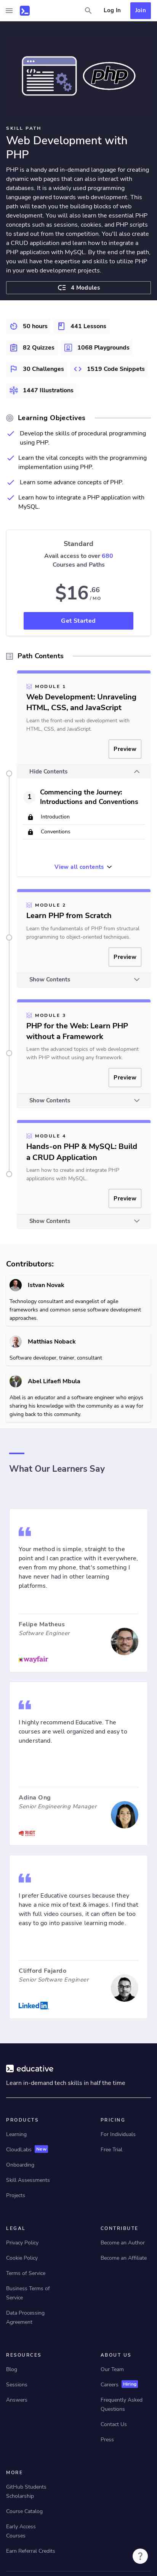 Log In
Join
php
SKILL PATH
Web Development with
PHP
PHP is a handy and in-demand language for designing dynamic and interactive websites. It's also easy to start with as a database. It is widely used as a misused markup language geared towards web development. This path will take you from the basic building block to web development. You will also learn the true PHP concepts such as sessions, cookies, and PHP scripts to stand out from the competition. You'll also create a CRUD application and learn how to integrate a PHP application with MySQL. By the end of this path, you will have the expertise and skills to utilize PHP in your web development projects.
4 Modules
50 hours
441 Lessons
82 Quizzes
1068 Playgrounds
30 Challenges
1519 Code Snippets
1447 Illustrations
Learning Objectives
Develop the skills of procedural programming
using PHP.
Learn the vital concepts with the programming
implementation using PHP.
Learn some advance concepts of PHP.
Learn how to integrate a PHP application with
MySQL.
Standard
Avail access to over 680
Courses and Paths
$16.66
/ MO
Get Started
Path Contents
MODULE 1
Web Development: Unraveling
HTML, CSS, and JavaScript
Learn the front-end web development with
HTML, CSS, and JavaScript.
Preview
Hide Contents
1
Commencing the Journey:
Introductions and Conventions
Introduction
Conventions
View all contents
MODULE 2
Learn PHP from Scratch
Learn the fundamentals of PHP from structural
programming to object-oriented techniques.
Preview
Show Contents
MODULE 3
PHP for the Web: Learn PHP
without a Framework
Learn the advanced topics of web development
with PHP without using any framework.
Preview
Show Contents
MODULE 4
Hands-on PHP & MySQL: Build
a CRUD Application
Learn how to create and integrate PHP
applications with MySQL.
Preview
Show Contents
Contributors:
Istvan Novak
Technology consultant and evangelist of agile
frameworks and common sense software development
approaches.
Matthias Noback
Software developer, trainer, consultant
Abel Lifaefi Mbula
Abel is an educator and a software engineer who enjoys
sharing his knowledge with the community as a way for
giving back to this community.
What Our Learners Say
Your method is simple, straight to the
point and I can practice with it everywhere,
even from my phone, that's something I
have never had in other learning
platforms.
Felipe Matheus
Software Engineer
wayfair
I highly recommend Educative. The
courses are well organized and easy to
understand.
Adina Ong
Senior Engineering Manager
RIOT
GAMES
I prefer Educative courses because they
have a nice mix of text & images. I find that
with full video courses, it can often be too
easy to go into passive learning mode.
Clifford Fajardo
Senior Software Engineer
LinkedIn
educative
Learn in-demand tech skills in half the time
PRODUCTS
Learning
CloudLabs New
Onboarding
Skill Assessments
Projects
PRICING
For Individuals
Free Trial
LEGAL
Privacy Policy
Cookie Policy
Terms of Service
Business Terms of
Service
Data Processing
Agreement
CONTRIBUTE
Become an Author
Become an Affiliate
RESOURCES
Blog
Sessions
Answers
ABOUT US
Our Team
Careers Hiring
Frequently Asked
Questions
Contact Us
Press
MORE
GitHub Students
Scholarship
Course Catalog
Early Access
Courses
Earn Referral Credits
?